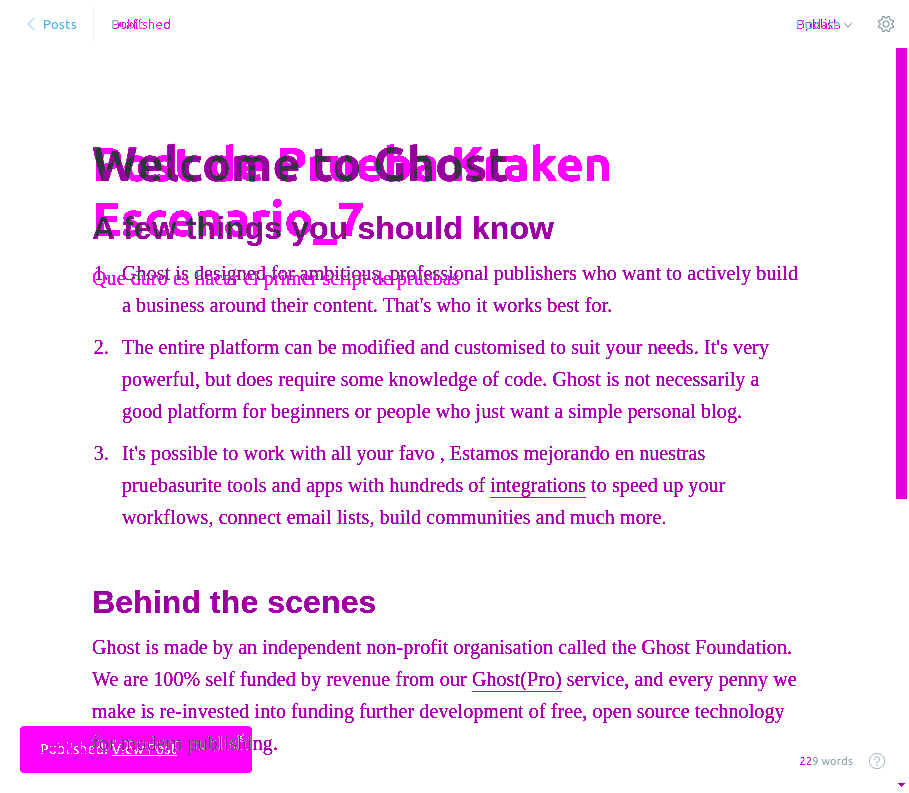 Posts
Published
Publish
Welcome to Ghost
Post de Prueba Kraken
Escenario_7
A few things you should know
Que duro es hacer el primer script de pruebas
1. Ghost is designed for ambitious, professional publishers who want to actively build
a business around their content. That's who it works best for.
2. The entire platform can be modified and customised to suit your needs. It's very
powerful, but does require some knowledge of code. Ghost is not necessarily a
good platform for beginners or people who just want a simple personal blog.
3. It's possible to work with all your favo , Estamos mejorando en nuestras
pruebasurite tools and apps with hundreds of integrations to speed up your
workflows, connect email lists, build communities and much more.
Behind the scenes
Ghost is made by an independent non-profit organisation called the Ghost Foundation.
We are 100% self funded by revenue from our Ghost(Pro) service, and every penny we
make is re-invested into funding further development of free, open source technology
for modern publishing.
Published! View Post
229 words